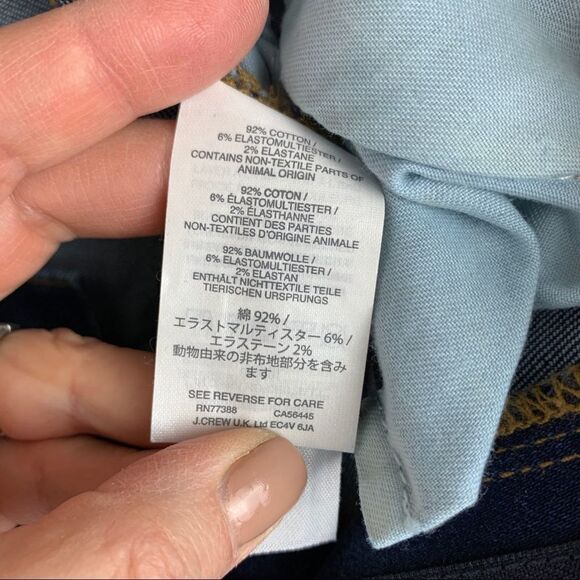 92% COTTON /
6% ELASTOMULTIESTER /
2% ELASTANE
CONTAINS NON-TEXTILE PARTS OF
ANIMAL ORIGIN
92% COTON /
6% ÉLASTOMULTIESTER /
2% ÉLASTHANNE
CONTIENT DES PARTIES
NON-TEXTILES D'ORIGINE ANIMALE
92% BAUMWOLLE /
6% ELASTOMULTIESTER /
2% ELASTAN
ENTHÄLT NICHTTEXTILE TEILE
TIERISCHEN URSPRUNGS
綿 92% /
エラストマルティスター 6% /
エラステーン 2%
動物由来の非布地部分を含み
ます
SEE REVERSE FOR CARE
RN77388 CA56445
J.CREW U.K. Ltd EC4V 6JA